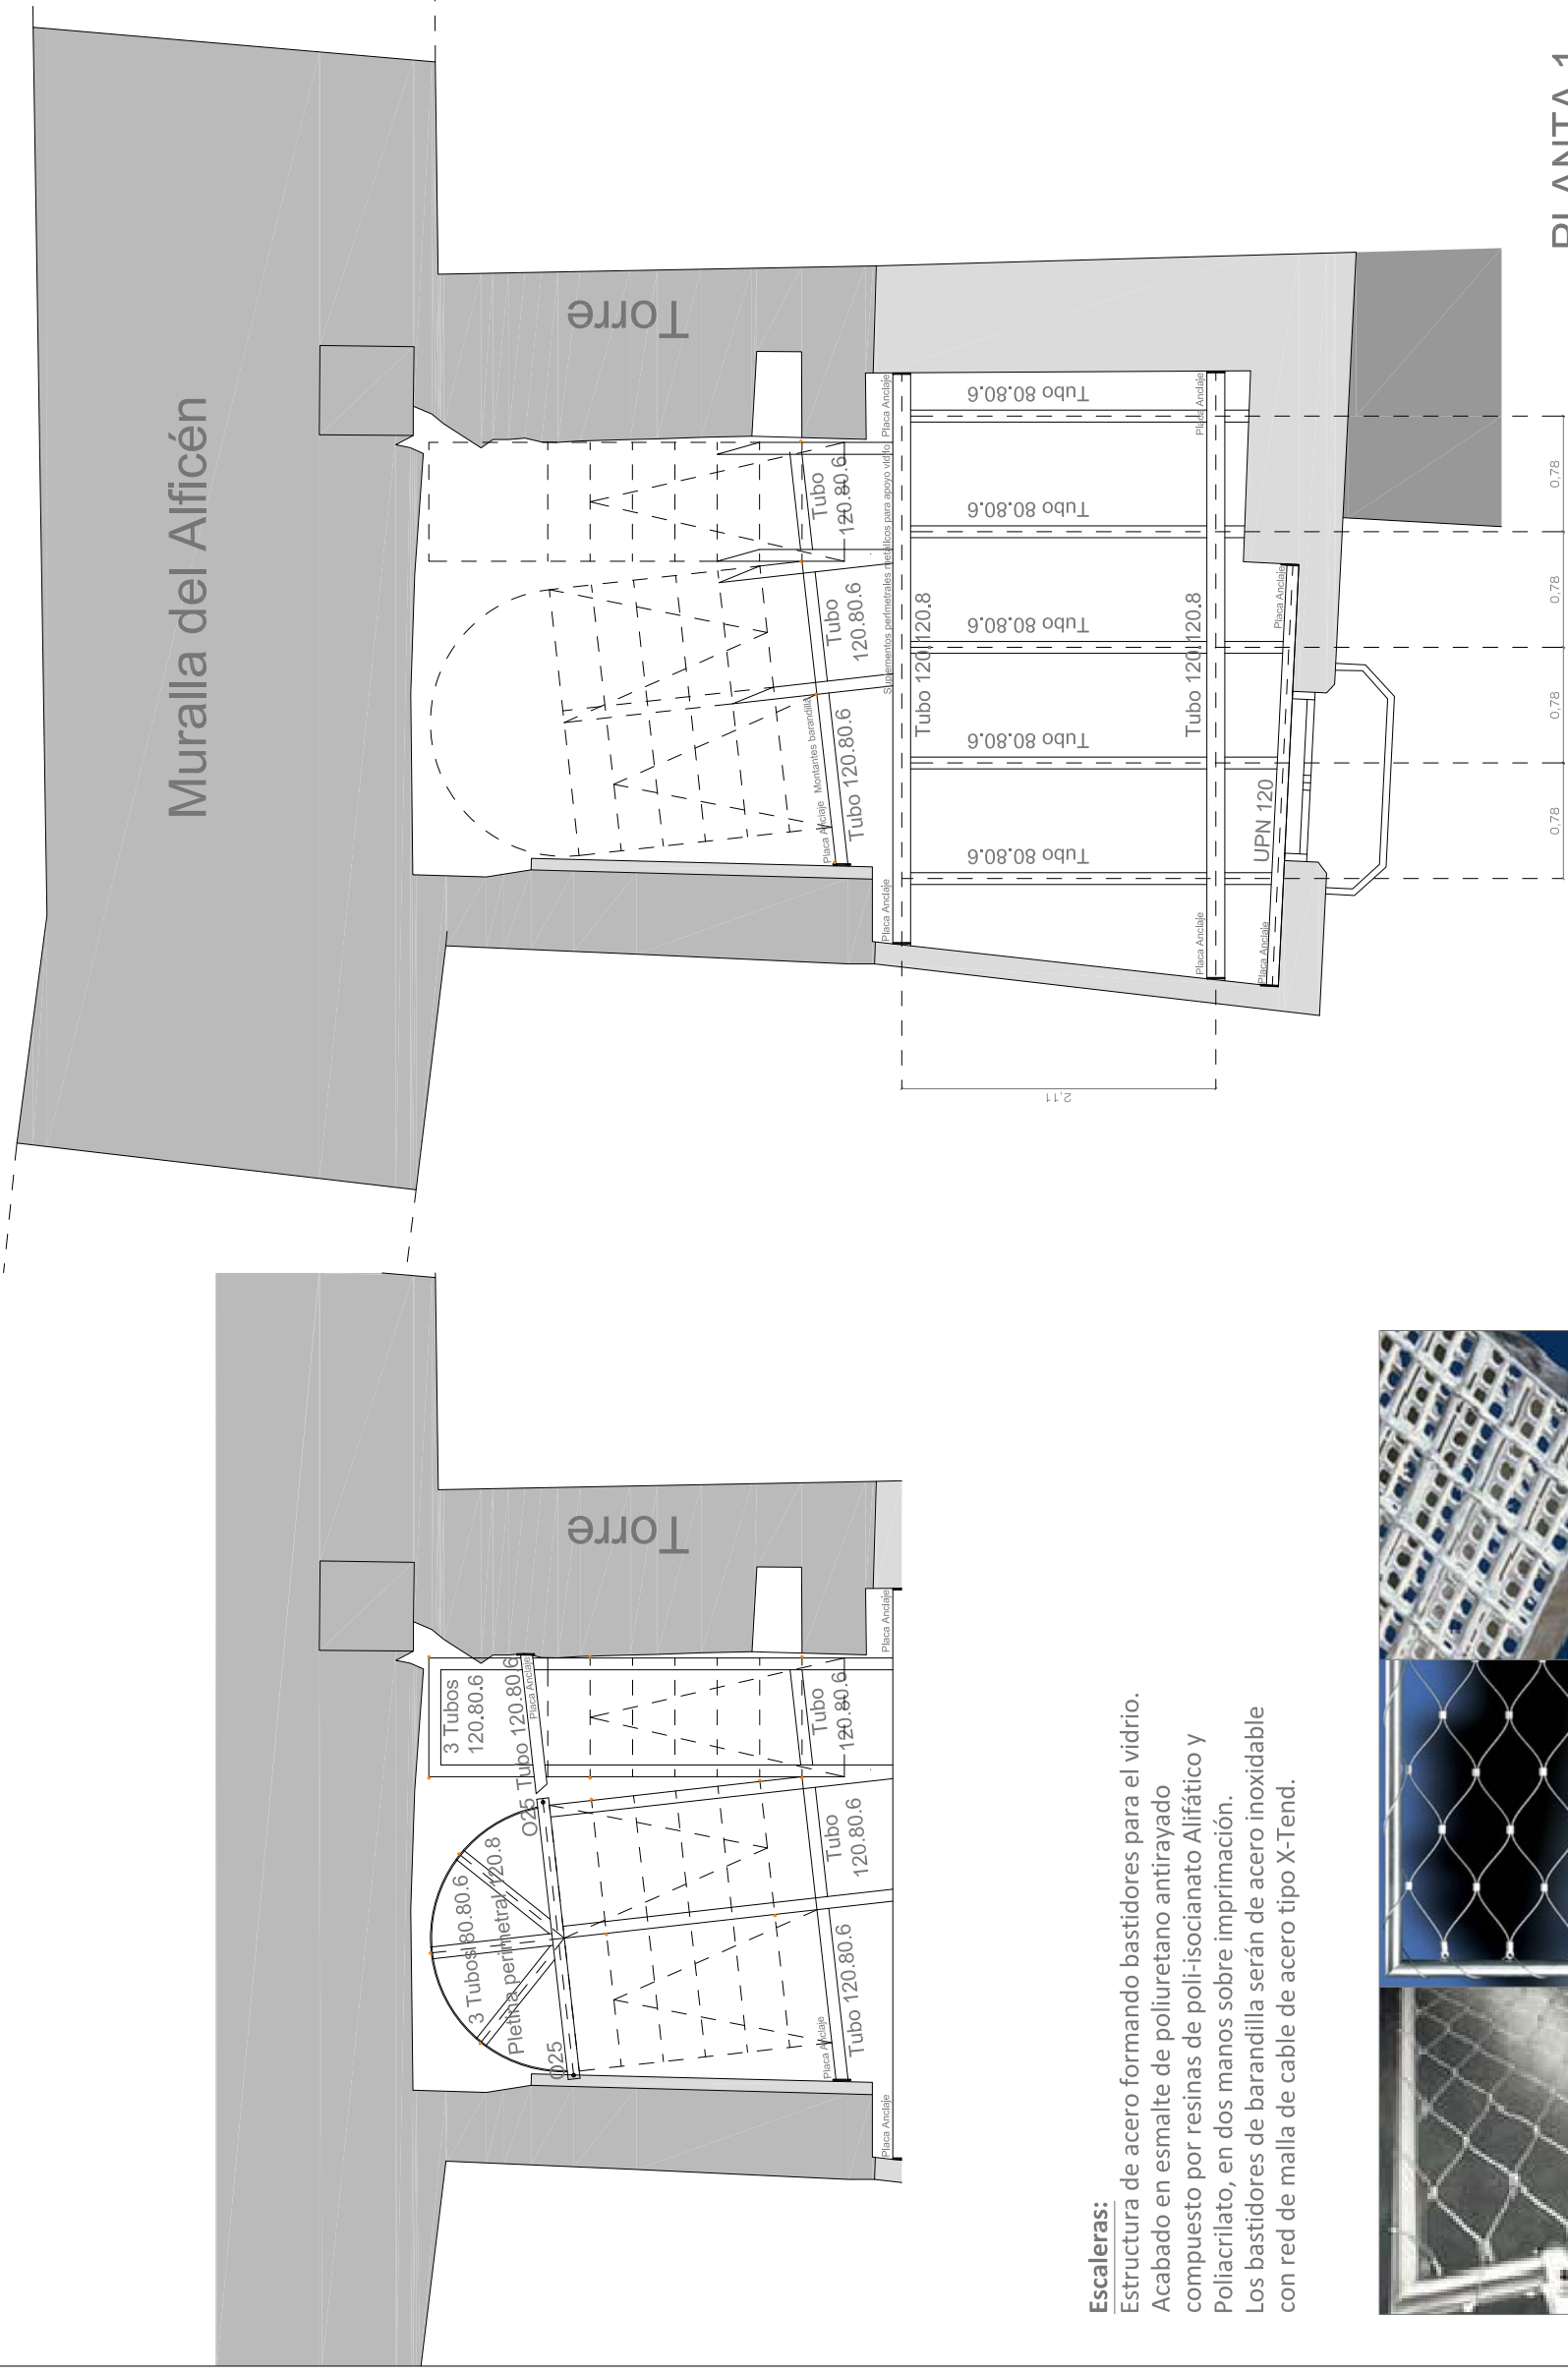 Muralla del Alficén
Torre
Placa Anclaje
Placa Anclaje
Tubo
120.80.6
Tubo
120.80.6
Tubo 120.80.6
Placa Anclaje
Montantes barandilla
Suplementos perimetrales metálicos para apoyo vidrio
Placa Anclaje
Tubo 120.120.8
Tubo 120.120.8
Tubo 80.80.6
Tubo 80.80.6
Tubo 80.80.6
Tubo 80.80.6
Tubo 80.80.6
Placa Anclaje
Placa Anclaje
Placa Anclaje
UPN 120
0,78
0,78
0,78
0,78
2,11
PLANTA 1
Torre
3 Tubos
120.80.6
Tubo 120.80.6
Placa Anclaje
Placa Anclaje
O25
3 Tubos 80.80.6
Pletina perimetral 120.8
O25
Tubo
120.80.6
Tubo
120.80.6
Tubo 120.80.6
Placa Anclaje
Placa Anclaje
Escaleras:
Estructura de acero formando bastidores para el vidrio.
Acabado en esmalte de poliuretano antirayado
compuesto por resinas de poli-isocianato Alifático y
Poliacrilato, en dos manos sobre imprimación.
Los bastidores de barandilla serán de acero inoxidable
con red de malla de cable de acero tipo X-Tend.